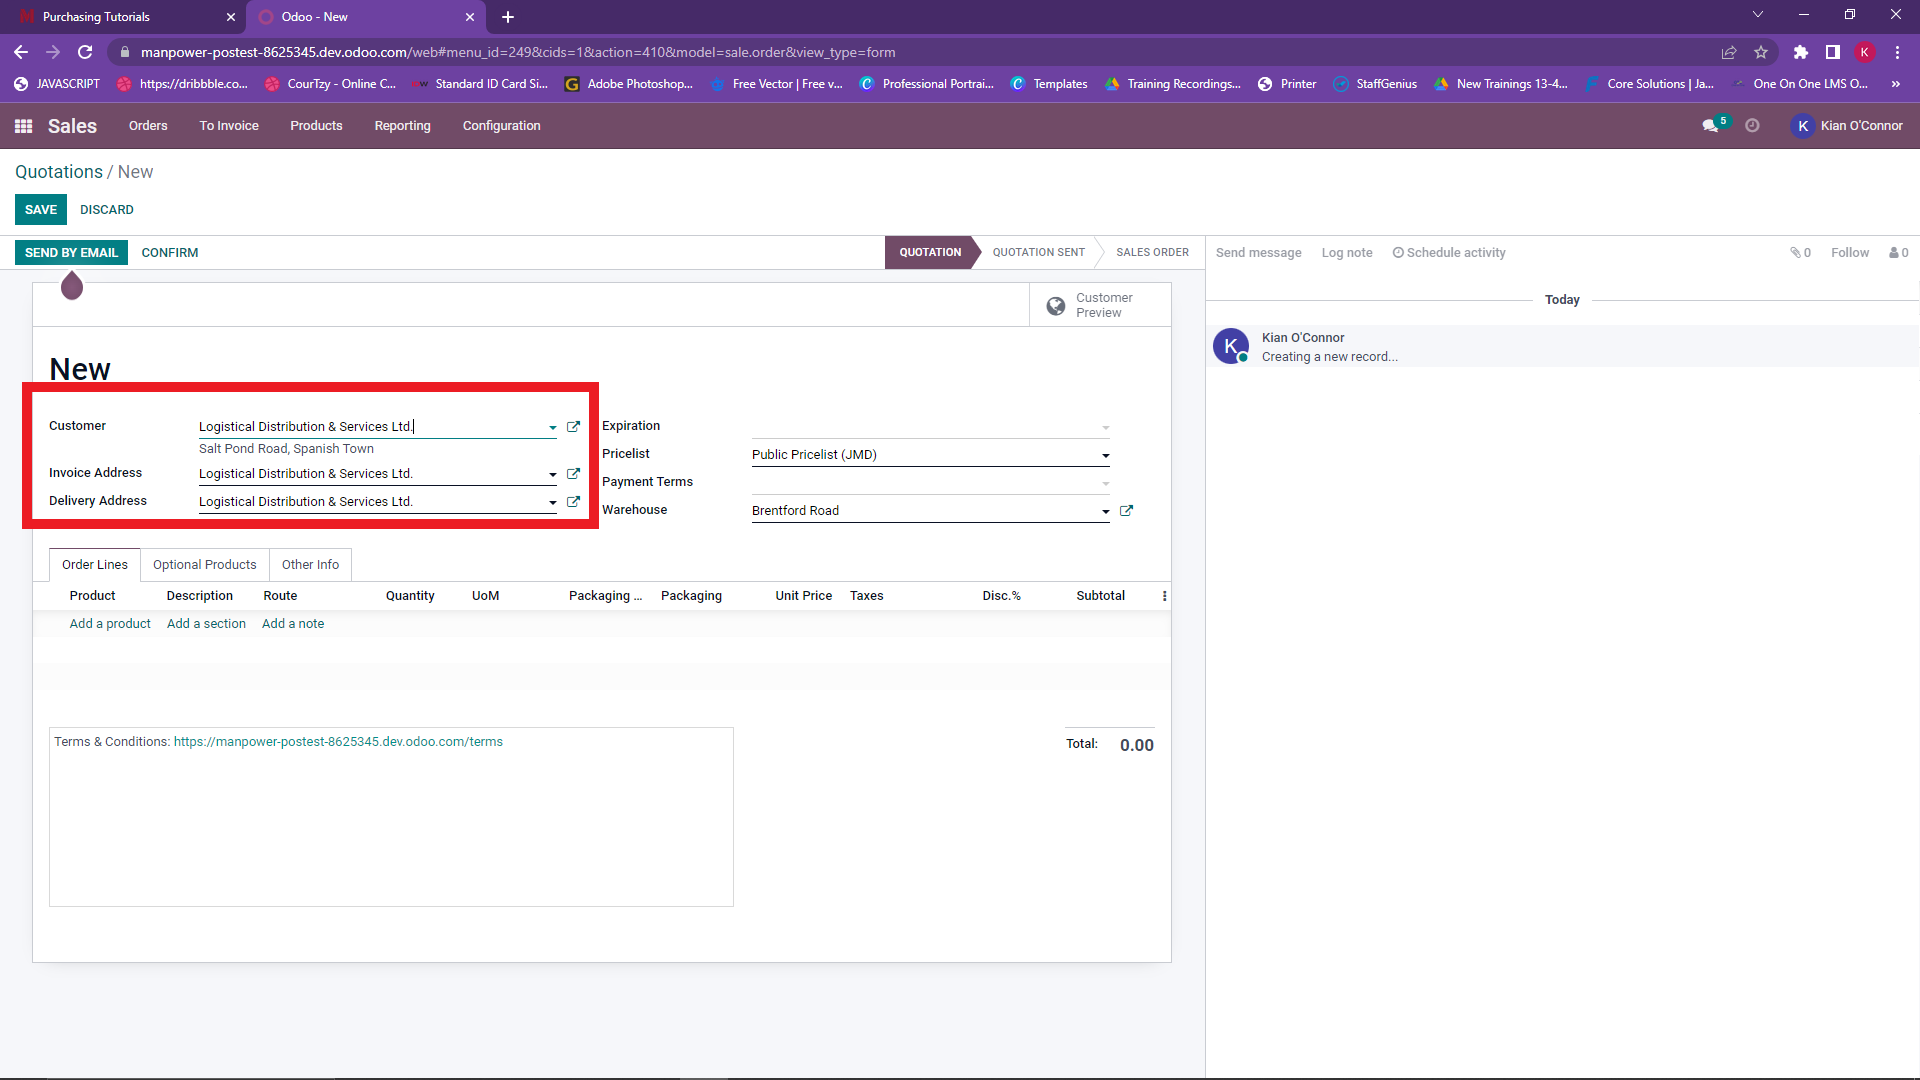 Purchasing Tutorials
Odoo - New
manpower-postest-8625345.dev.odoo.com/web#menu_id=249&cids=1&action=410&model=sale.order&view_type=form
K
JAVASCRIPT
https://dribbble.co...
CourTzy - Online C...
Standard ID Card Si...
Adobe Photoshop...
Free Vector | Free v...
Professional Portrai...
Templates
Training Recordings...
Printer
StaffGenius
New Trainings 13-4...
Core Solutions | Ja...
One On One LMS O...
»
Sales
Orders
To Invoice
Products
Reporting
Configuration
5
K
Kian O'Connor
Quotations / New
SAVE
DISCARD
SEND BY EMAIL
CONFIRM
QUOTATION
QUOTATION SENT
SALES ORDER
Send message
Log note
Schedule activity
0
Follow
0
Customer
Preview
Today
K
Kian O'Connor
Creating a new record...
New
Customer
Logistical Distribution & Services Ltd.
Salt Pond Road, Spanish Town
Invoice Address
Logistical Distribution & Services Ltd.
Delivery Address
Logistical Distribution & Services Ltd.
Expiration
Pricelist
Public Pricelist (JMD)
Payment Terms
Warehouse
Brentford Road
Order Lines
Optional Products
Other Info
Product
Description
Route
Quantity
UoM
Packaging ...
Packaging
Unit Price
Taxes
Disc.%
Subtotal
Add a product
Add a section
Add a note
Terms & Conditions: https://manpower-postest-8625345.dev.odoo.com/terms
Total:
0.00